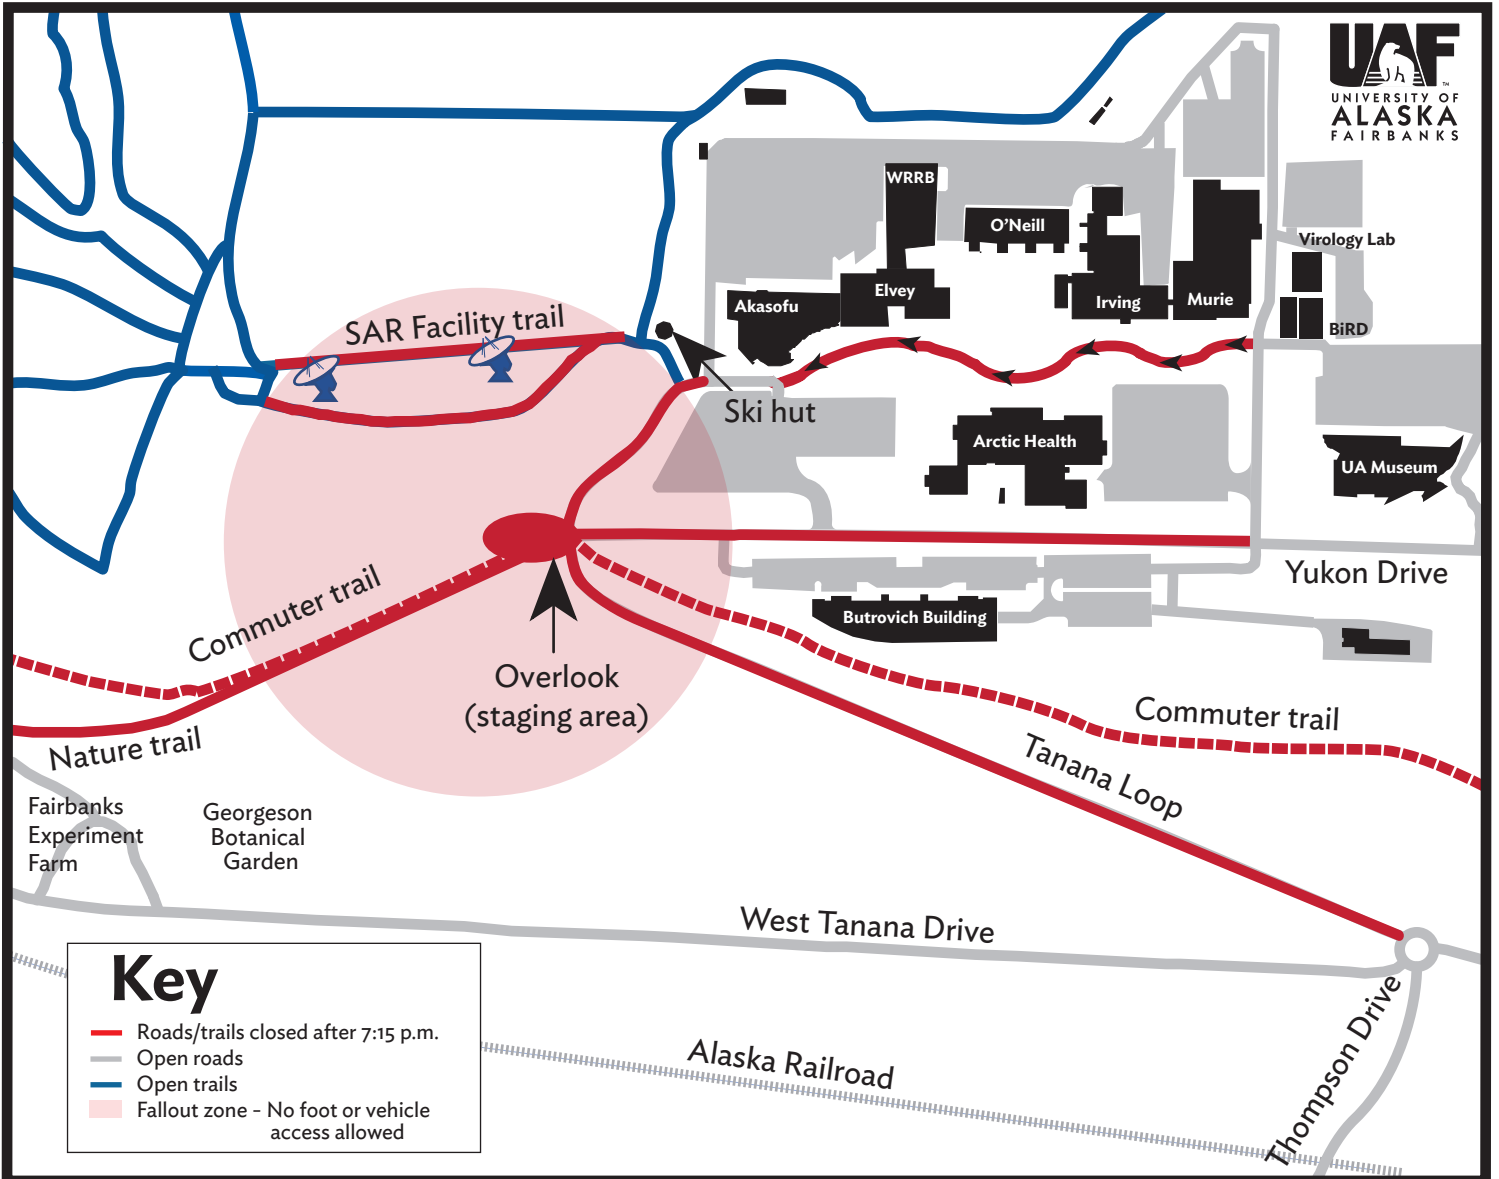 UAF
™
UNIVERSITY OF
ALASKA
FAIRBANKS
WRRB
O'Neill
Virology Lab
Elvey
Irving
Murie
Akasofu
BiRD
SAR Facility trail
Ski hut
Arctic Health
UA Museum
Yukon Drive
Commuter trail
Butrovich Building
Overlook
(staging area)
Commuter trail
Nature trail
Tanana Loop
Fairbanks
Experiment
Farm
Georgeson
Botanical
Garden
West Tanana Drive
Thompson Drive
Alaska Railroad
Key
Roads/trails closed after 7:15 p.m.
Open roads
Open trails
Fallout zone - No foot or vehicle
access allowed